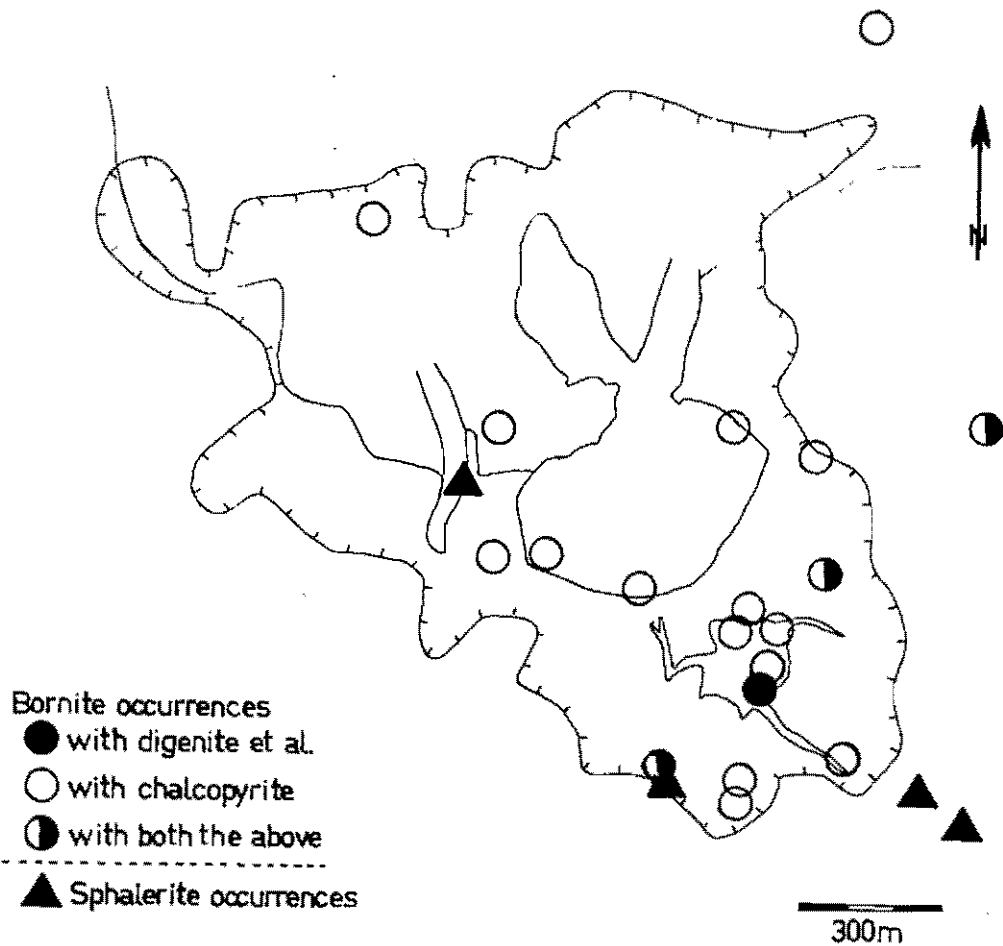 N
Bornite occurrences
with digenite et al.
with chalcopyrite
with both the above
Sphalerite occurrences
300m